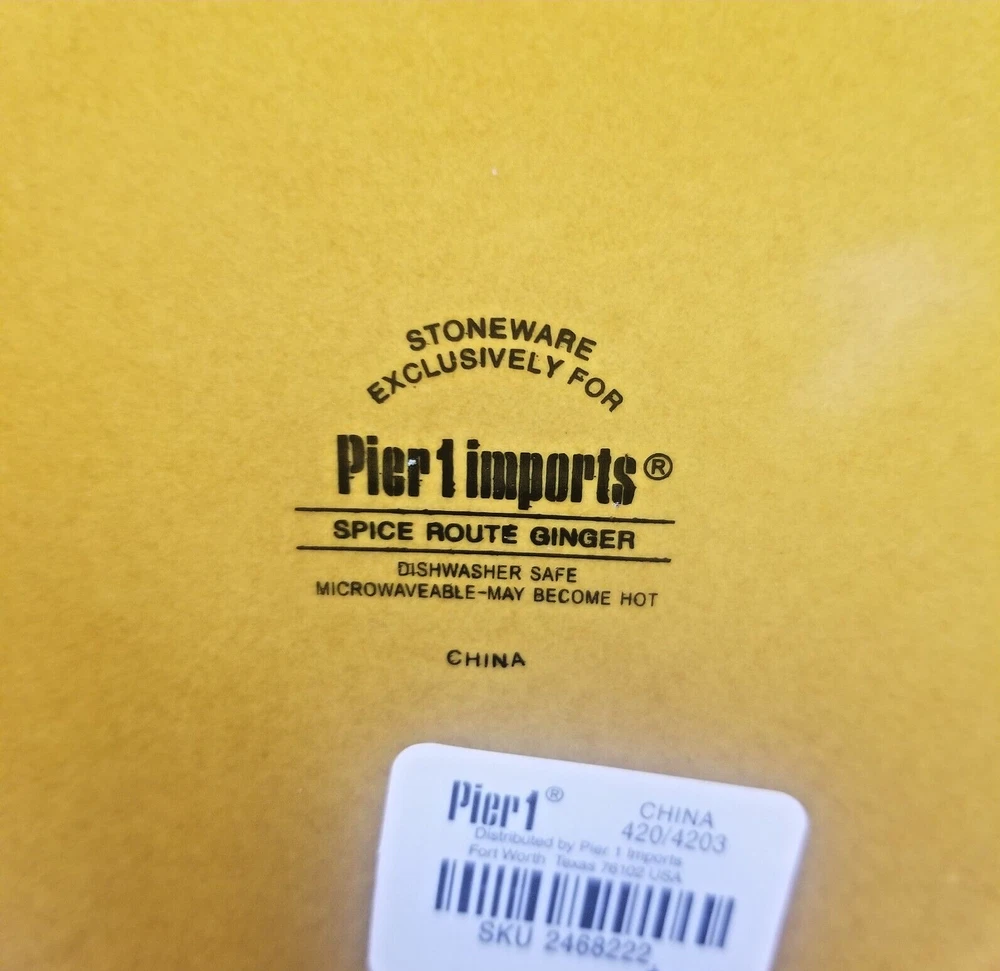 STONEWARE
EXCLUSIVELY FOR
Pier 1 imports®
SPICE ROUTE GINGER
DISHWASHER SAFE
MICROWAVEABLE-MAY BECOME HOT
CHINA
Pier 1®
CHINA
420/4203
Distributed by Pier 1 Imports
Fort Worth Texas 76102 USA
SKU 2468222